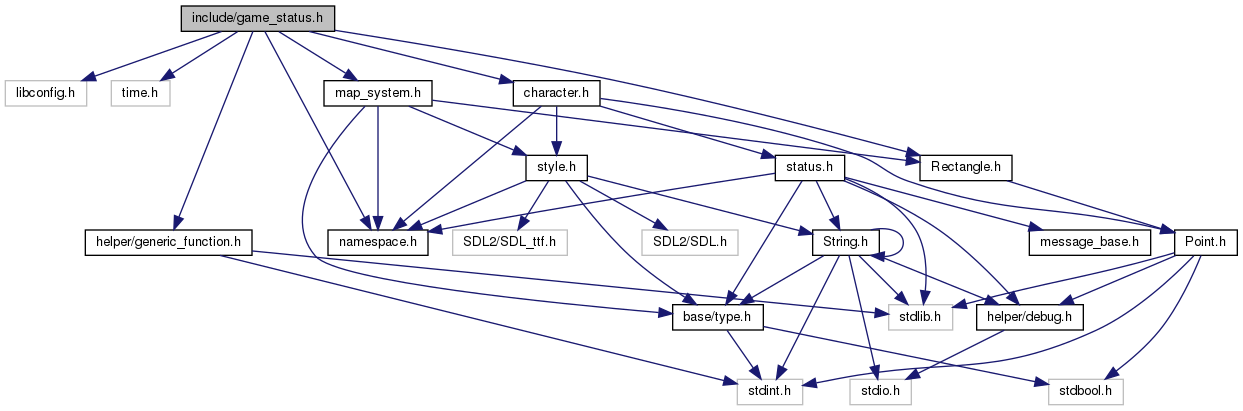 include/game_status.h
libconfig.h
time.h
map_system.h
character.h
style.h
status.h
Rectangle.h
helper/generic_function.h
namespace.h
SDL2/SDL_ttf.h
SDL2/SDL.h
String.h
message_base.h
Point.h
base/type.h
stdlib.h
helper/debug.h
stdint.h
stdio.h
stdbool.h